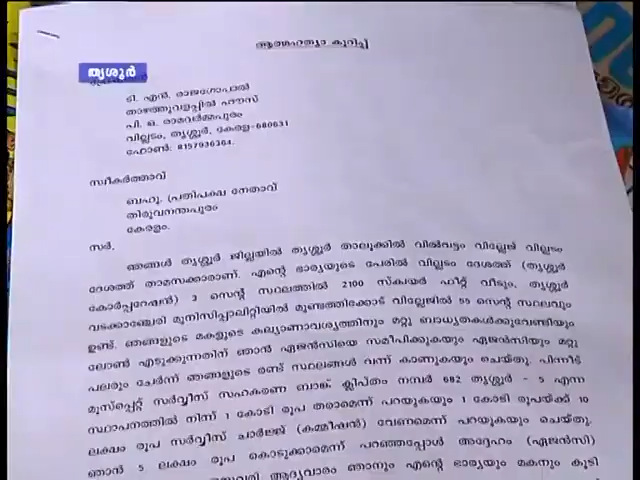 ആത്മഹത്യാ കുറിപ്പ്
തൃശൂർ
ടി. എൻ. രാജഗോപാൽ
താഴത്തുവളപ്പിൽ ഹൗസ്
പി. ഒ. രാമവർമ്മപുരം
വില്ലടം, തൃശ്ശൂർ, കേരള-680631
ഫോൺ: 8157936364.
സ്വീകർത്താവ്
ബഹു. പ്രതിപക്ഷ നേതാവ്
തിരുവനന്തപുരം
കേരളം.
സർ,
ഞങ്ങൾ തൃശ്ശൂർ ജില്ലയിൽ തൃശ്ശൂർ താലൂക്കിൽ വിൽവട്ടം വില്ലേജ് വില്ലടം
ദേശത്ത് താമസക്കാരാണ്. എന്റെ ഭാര്യയുടെ പേരിൽ വില്ലടം ദേശത്ത് (തൃശ്ശൂർ
കോർപ്പറേഷൻ) 3 സെന്റ് സ്ഥലത്തിൽ 2100 സ്കായർ ഫീറ്റ് വീടും, തൃശ്ശൂർ
വടക്കാഞ്ചേരി മുനിസിപ്പാലിറ്റിയിൽ മുണ്ടത്തിക്കോട് വില്ലേജിൽ 55 സെന്റ് സ്ഥലവും
ഉണ്ട്. ഞങ്ങളുടെ മകളുടെ കല്യാണാവശ്യത്തിനും മറ്റു ബാധ്യതകൾക്കുവേണ്ടിയും
ലോൺ എടുക്കുന്നതിന് ഞാൻ ഏജൻസിയെ സമീപിക്കുകയും ഏജൻസിയും മറ്റു
പലരും ചേർന്ന് ഞങ്ങളുടെ രണ്ട് സ്ഥലങ്ങൾ വന്ന് കാണുകയും ചെയ്തു. പിന്നീട്
മൂസ്പെറ്റ് സർവ്വീസ് സഹകരണ ബാങ്ക് ക്ലിപ്തം നമ്പർ 682 തൃശ്ശൂർ - 5 എന്ന
സ്ഥാപനത്തിൽ നിന്ന് 1 കോടി രൂപ തരാമെന്ന് പറയുകയും 1 കോടി രൂപയ്ക്ക് 10
ലക്ഷം രൂപ സർവ്വീസ് ചാർജ്ജ് (കമ്മീഷൻ) വേണമെന്ന് പറയുകയും ചെയ്തു.
ഞാൻ 5 ലക്ഷം രൂപ കൊടുക്കാമെന്ന് പറഞ്ഞപ്പോൾ അദ്ദേഹം (ഏജൻസി)
ആദ്യവാരം ഞാനും എന്റെ ഭാര്യയും മകനും കൂടി